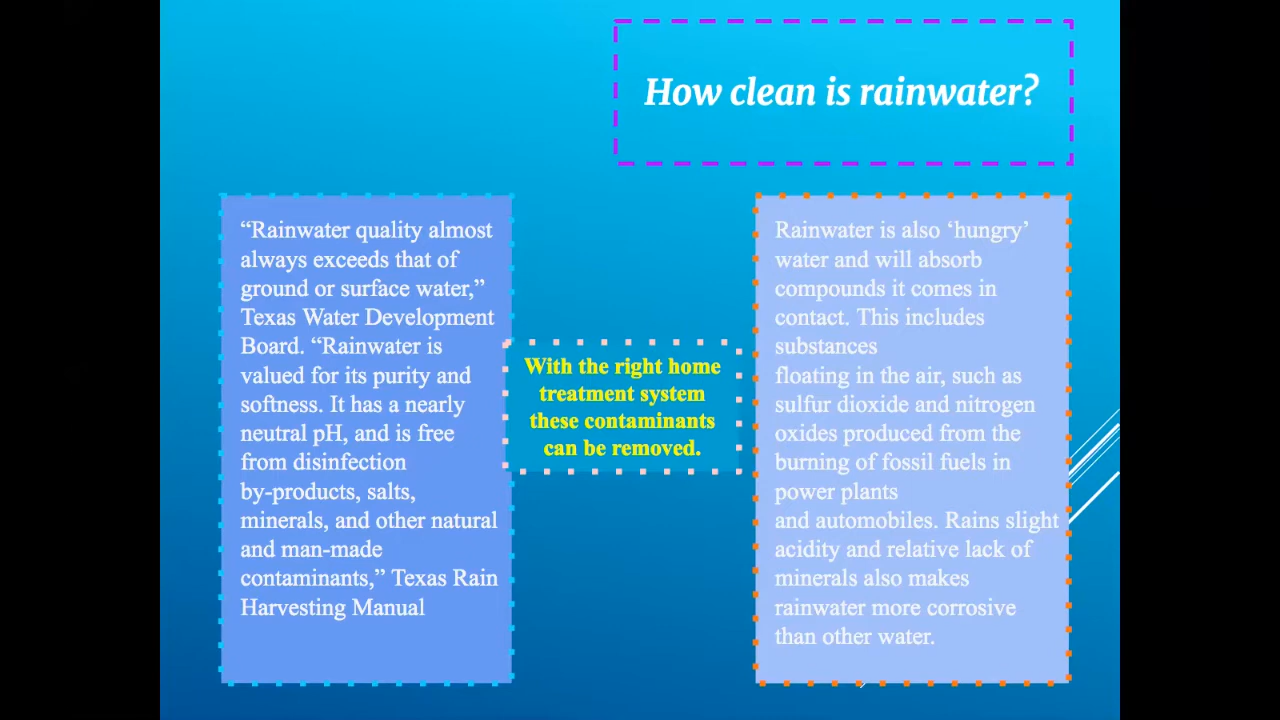 How clean is rainwater?
“Rainwater quality almost
always exceeds that of
ground or surface water,”
Texas Water Development
Board. “Rainwater is
valued for its purity and
softness. It has a nearly
neutral pH, and is free
from disinfection
by-products, salts,
minerals, and other natural
and man-made
contaminants,” Texas Rain
Harvesting Manual
With the right home
treatment system
these contaminants
can be removed.
Rainwater is also ‘hungry’
water and will absorb
compounds it comes in
contact. This includes
substances
floating in the air, such as
sulfur dioxide and nitrogen
oxides produced from the
burning of fossil fuels in
power plants
and automobiles. Rains slight
acidity and relative lack of
minerals also makes
rainwater more corrosive
than other water.